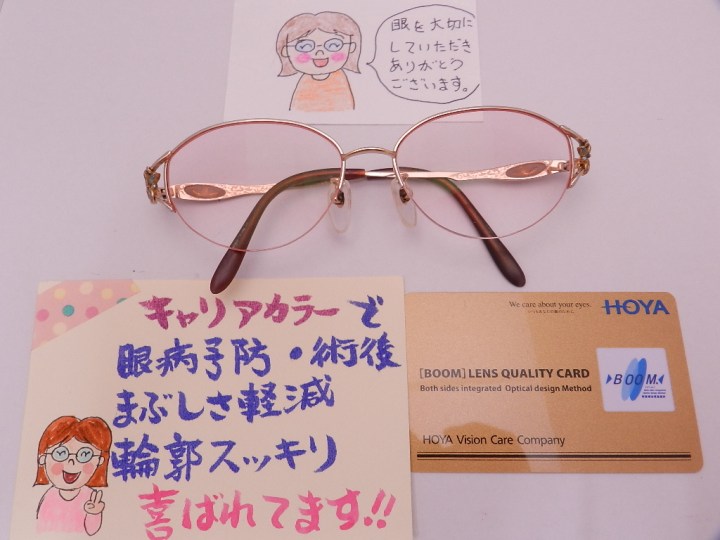 眼を大切に
していただき
ありがとう
ございます。
キャリアカラーで
眼病予防・術後
まぶしさ軽減
輪郭スッキリ
喜ばれてます!!
We care about your eyes.
HOYA
[BOOM] LENS QUALITY CARD
Both sides integrated Optical design Method
BOOM
HOYA Vision Care Company